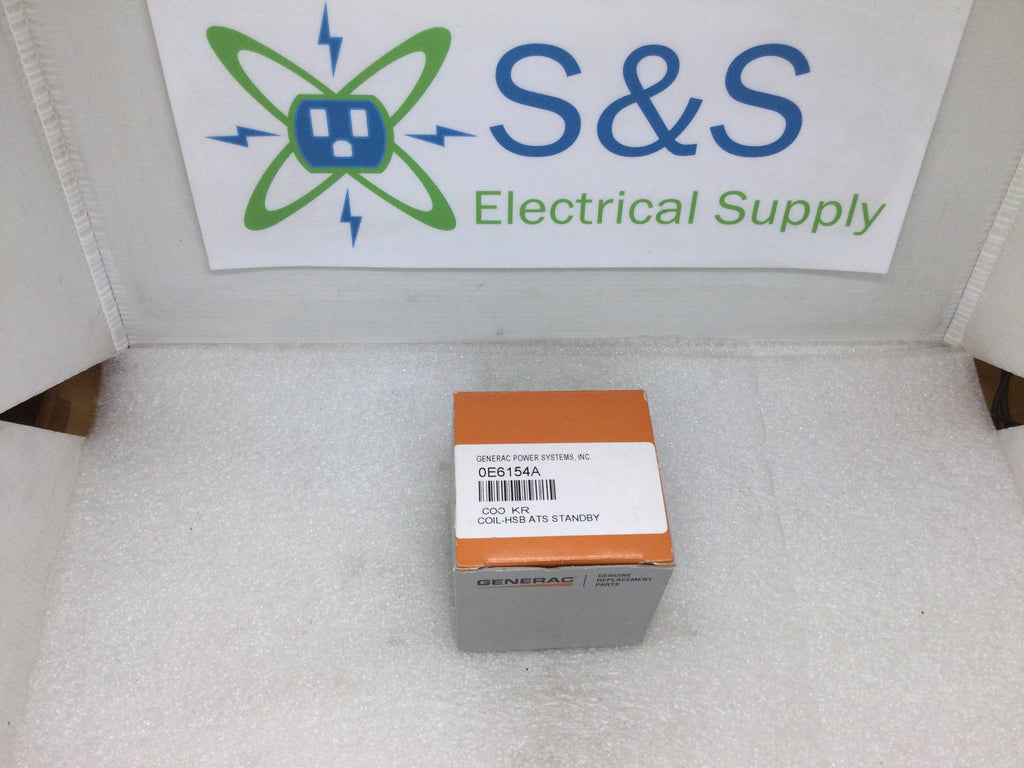 S&S
Electrical Supply
GENERAC POWER SYSTEMS, INC.
0E6154A
COO KR
COIL-HSB ATS STANDBY
GENERAC
GENUINE
REPLACEMENT
PARTS